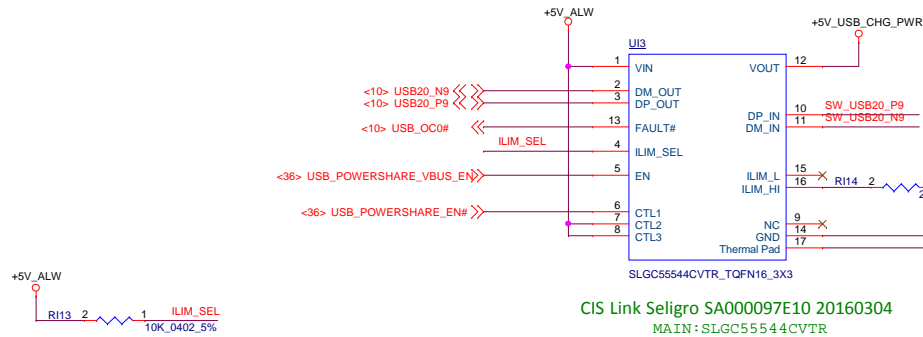 +5V_ALW
+5V_USB_CHG_PWR
UI3
1 VIN VOUT 12
<10> USB20_N9 2 DM_OUT
<10> USB20_P9 3 DP_OUT
DP_IN 10 SW_USB20_P9
DM_IN 11 SW_USB20_N9
<10> USB_OC0# 13 FAULT#
ILIM_SEL 4 ILIM_SEL
<36> USB_POWERSHARE_VBUS_EN 5 EN
ILIM_L 15
ILIM_HI 16 RI14 2
2
<36> USB_POWERSHARE_EN# 6 CTL1
7 CTL2
8 CTL3
NC 9
GND 14
Thermal Pad 17
SLGC55544CVTR_TQFN16_3X3
+5V_ALW
RI13 2 1 ILIM_SEL
10K_0402_5%
CIS Link Seligro SA000097E10 20160304
MAIN:SLGC55544CVTR